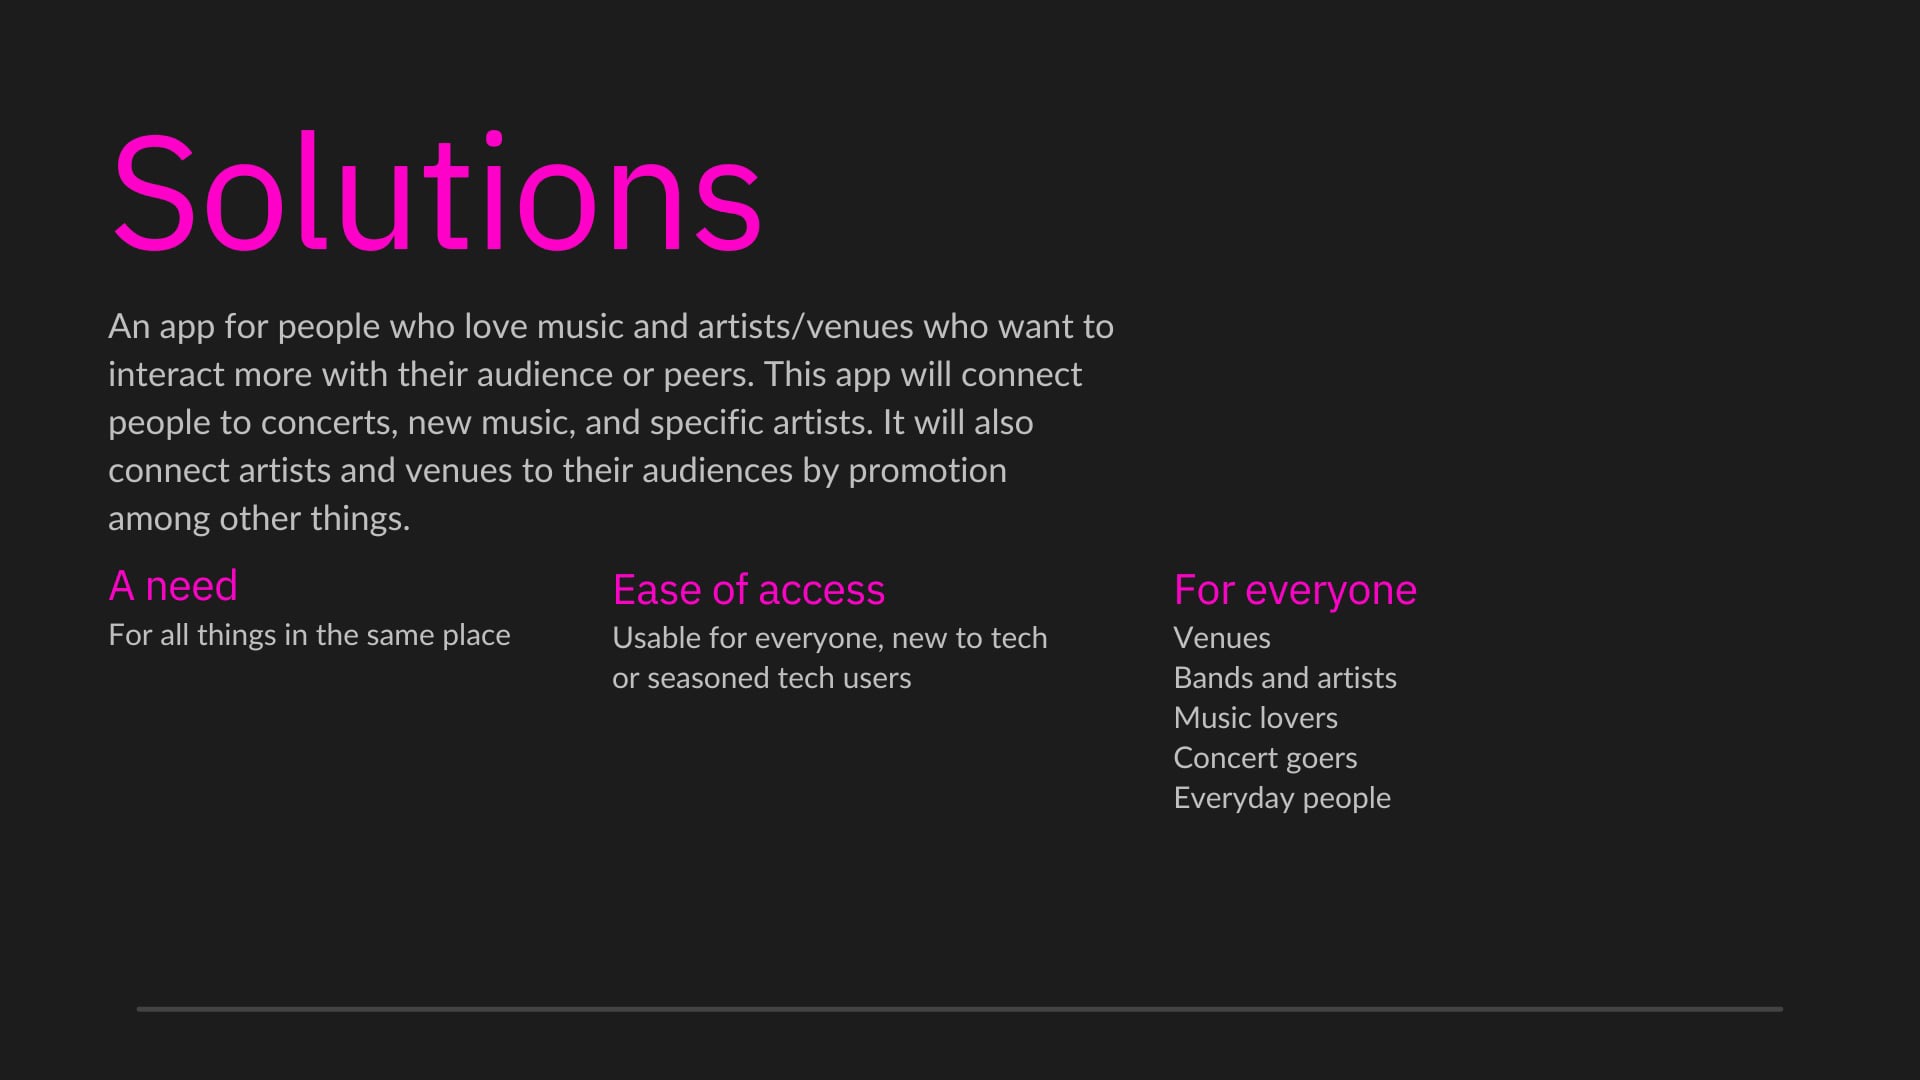 Solutions
An app for people who love music and artists/venues who want to
interact more with their audience or peers. This app will connect
people to concerts, new music, and specific artists. It will also
connect artists and venues to their audiences by promotion
among other things.
A need
For all things in the same place
Ease of access
Usable for everyone, new to tech
or seasoned tech users
For everyone
Venues
Bands and artists
Music lovers
Concert goers
Everyday people